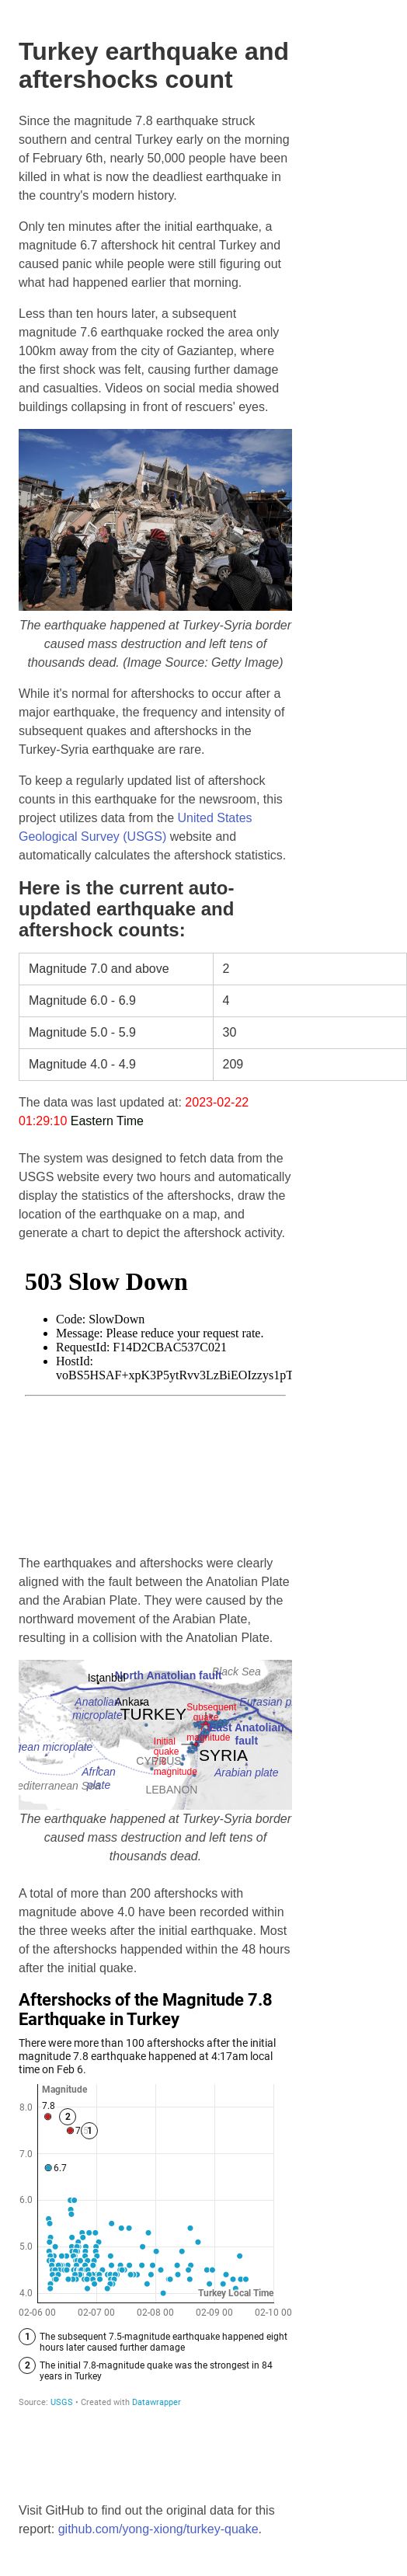 Turkey earthquake and
aftershocks count
Since the magnitude 7.8 earthquake struck
southern and central Turkey early on the morning
of February 6th, nearly 50,000 people have been
killed in what is now the deadliest earthquake in
the country's modern history.
Only ten minutes after the initial earthquake, a
magnitude 6.7 aftershock hit central Turkey and
caused panic while people were still figuring out
what had happened earlier that morning.
Less than ten hours later, a subsequent
magnitude 7.6 earthquake rocked the area only
100km away from the city of Gaziantep, where
the first shock was felt, causing further damage
and casualties. Videos on social media showed
buildings collapsing in front of rescuers' eyes.
The earthquake happened at Turkey-Syria border
caused mass destruction and left tens of
thousands dead. (Image Source: Getty Image)
While it's normal for aftershocks to occur after a
major earthquake, the frequency and intensity of
subsequent quakes and aftershocks in the
Turkey-Syria earthquake are rare.
To keep a regularly updated list of aftershock
counts in this earthquake for the newsroom, this
project utilizes data from the United States
Geological Survey (USGS) website and
automatically calculates the aftershock statistics.
Here is the current auto-
updated earthquake and
aftershock counts:
Magnitude 7.0 and above 2
Magnitude 6.0 - 6.9 4
Magnitude 5.0 - 5.9 30
Magnitude 4.0 - 4.9 209
The data was last updated at: 2023-02-22
01:29:10 Eastern Time
The system was designed to fetch data from the
USGS website every two hours and automatically
display the statistics of the aftershocks, draw the
location of the earthquake on a map, and
generate a chart to depict the aftershock activity.
503 Slow Down
Code: SlowDown
Message: Please reduce your request rate.
RequestId: F14D2CBAC537C021
HostId:
voBS5HSAF+xpK3P5ytRvv3LzBiEOIzzys1pT
The earthquakes and aftershocks were clearly
aligned with the fault between the Anatolian Plate
and the Arabian Plate. They were caused by the
northward movement of the Arabian Plate,
resulting in a collision with the Anatolian Plate.
Black Sea
Istanbul North Anatolian fault
Anatolian Ankara Eurasian p
microplate TURKEY Subsequent
quake
East Anatolian
magnitude fault
Initial
quake
gean microplate
CYPRUS SYRIA
African magnitude Arabian plate
plate
editerranean Sea LEBANON
The earthquake happened at Turkey-Syria border
caused mass destruction and left tens of
thousands dead.
A total of more than 200 aftershocks with
magnitude above 4.0 have been recorded within
the three weeks after the initial earthquake. Most
of the aftershocks happended within the 48 hours
after the initial quake.
Aftershocks of the Magnitude 7.8
Earthquake in Turkey
There were more than 100 aftershocks after the initial
magnitude 7.8 earthquake happened at 4:17am local
time on Feb 6.
Magnitude
8.0 7.8 2
7. 1
7.0
6.7
6.0
5.0
4.0 Turkey Local Time
02-06 00 02-07 00 02-08 00 02-09 00 02-10 00
1 The subsequent 7.5-magnitude earthquake happened eight
hours later caused further damage
2 The initial 7.8-magnitude quake was the strongest in 84
years in Turkey
Source: USGS • Created with Datawrapper
Visit GitHub to find out the original data for this
report: github.com/yong-xiong/turkey-quake.